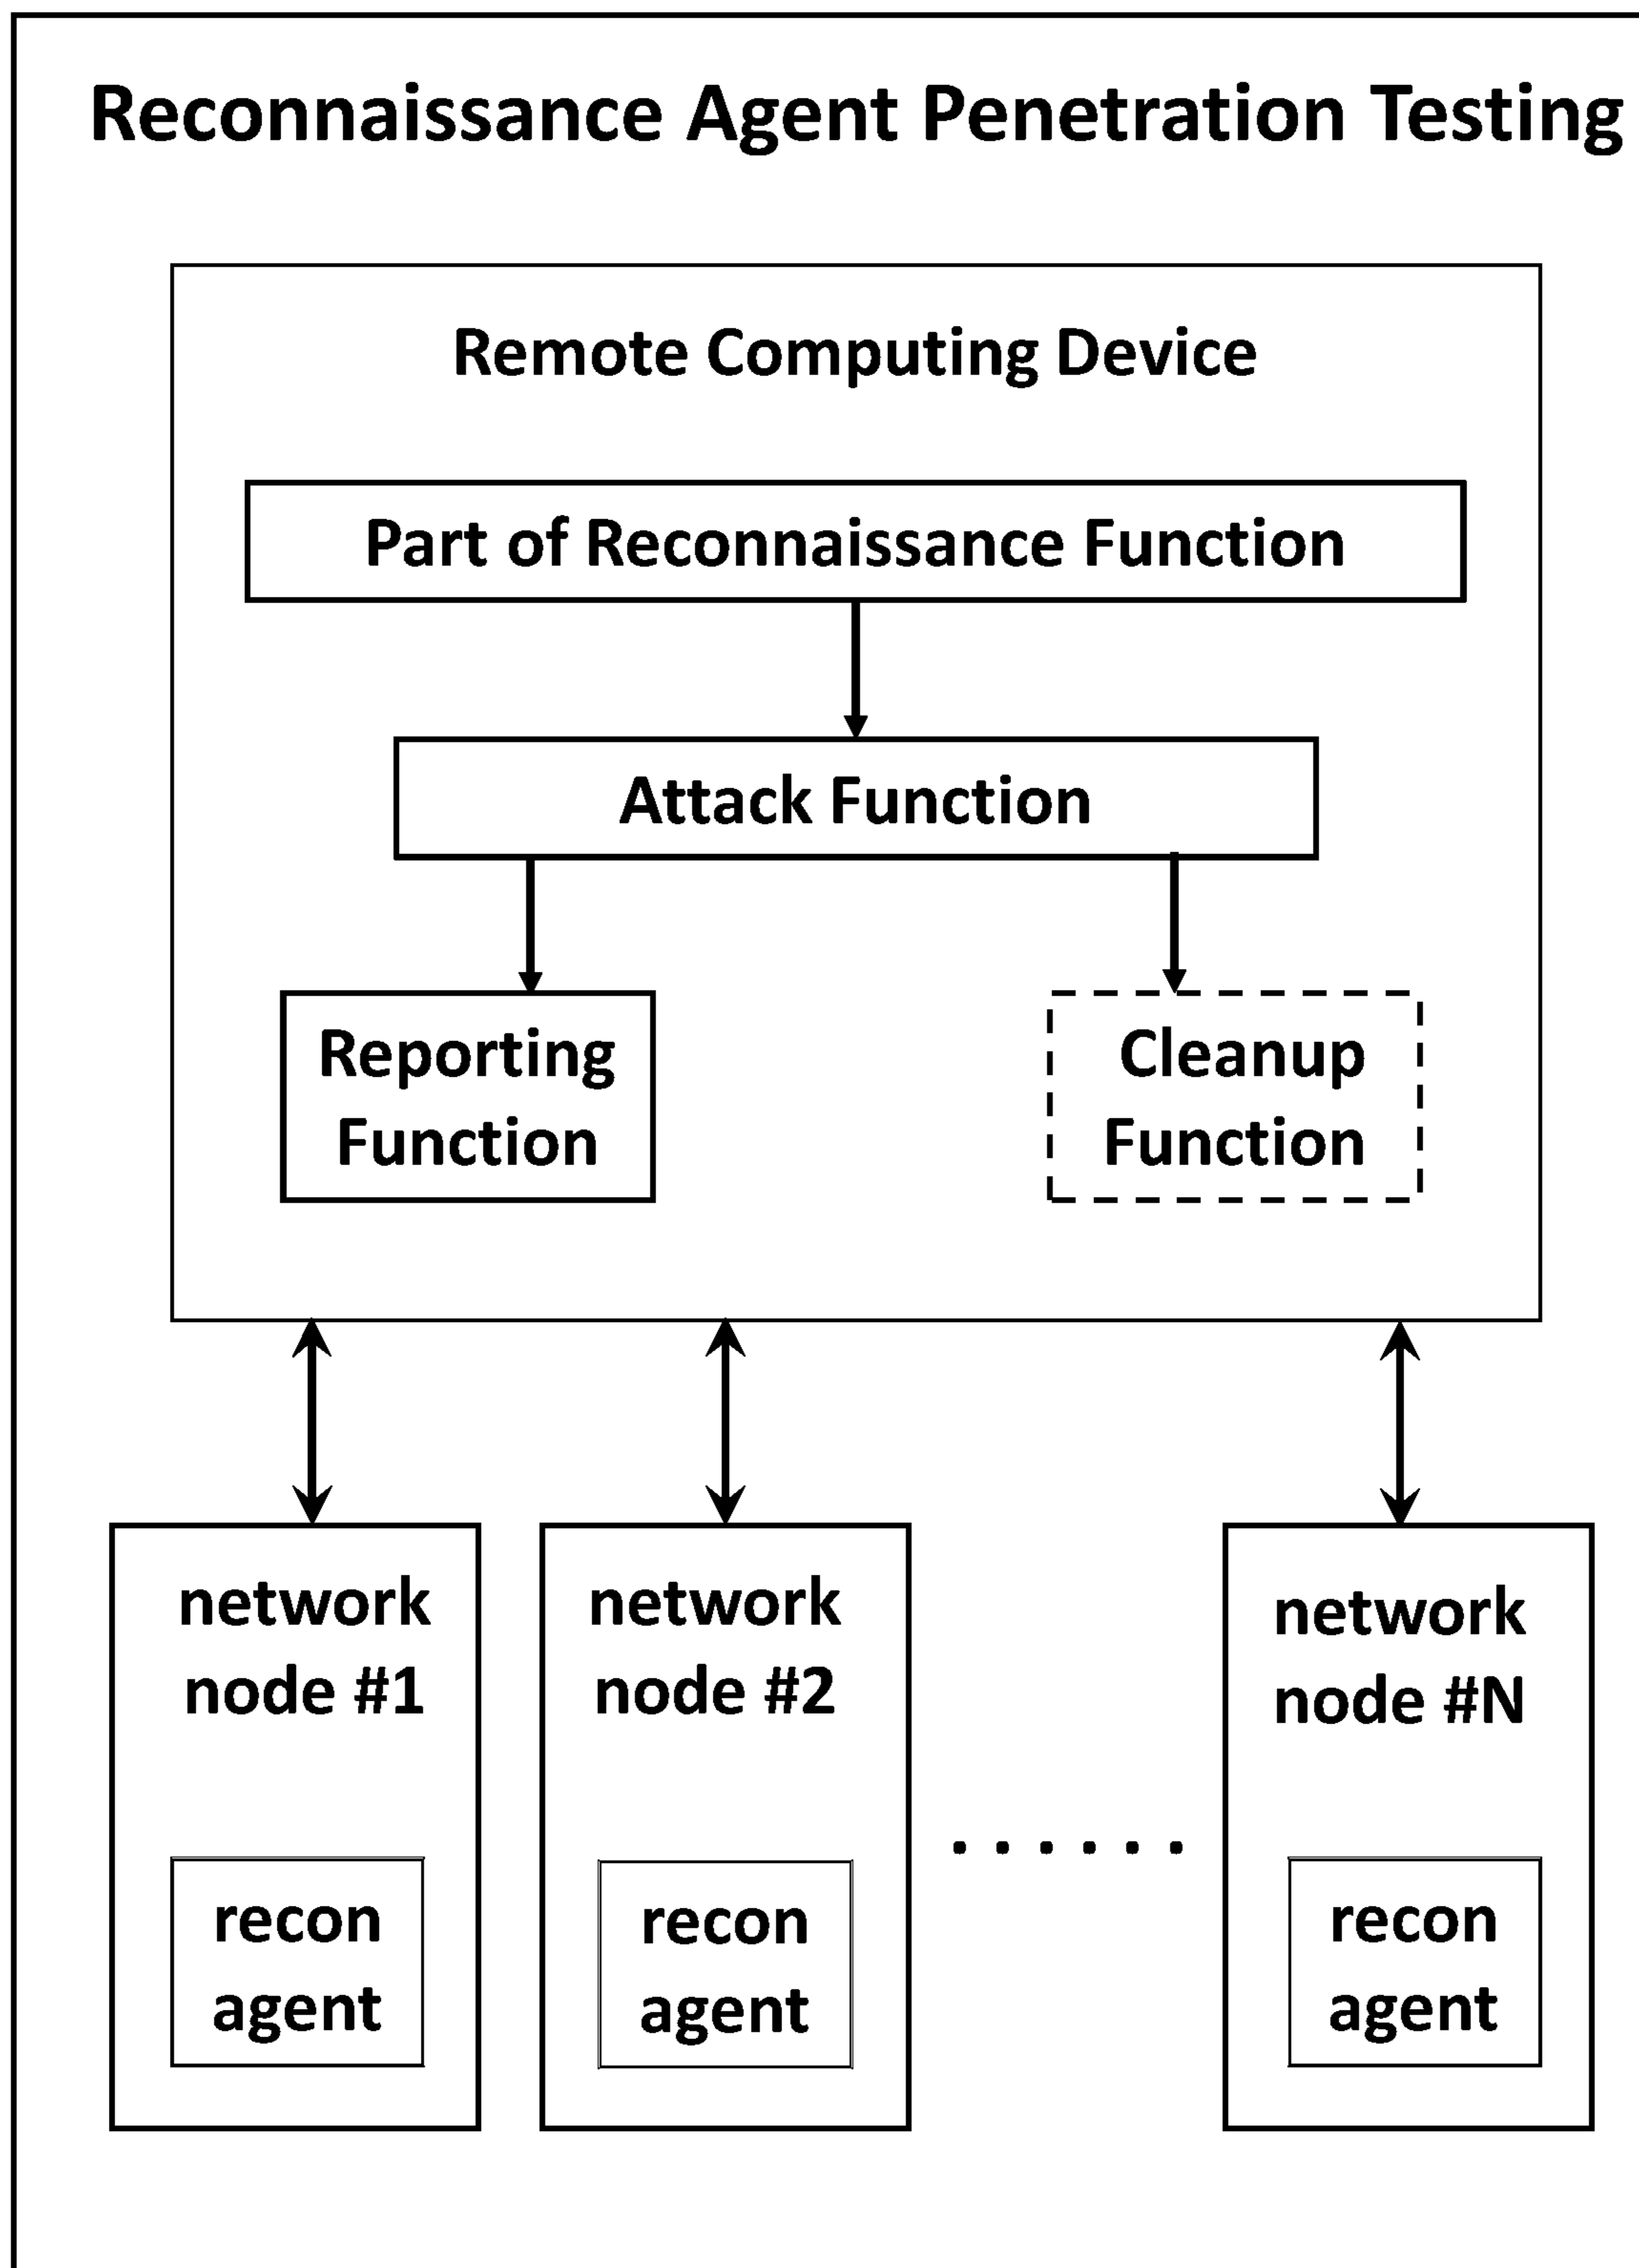 Reconnaissance Agent Penetration Testing
Remote Computing Device
Part of Reconnaissance Function
Attack Function
Reporting
Function
Cleanup
Function
network
node #1
recon
agent
network
node #2
recon
agent
......
network
node #N
recon
agent